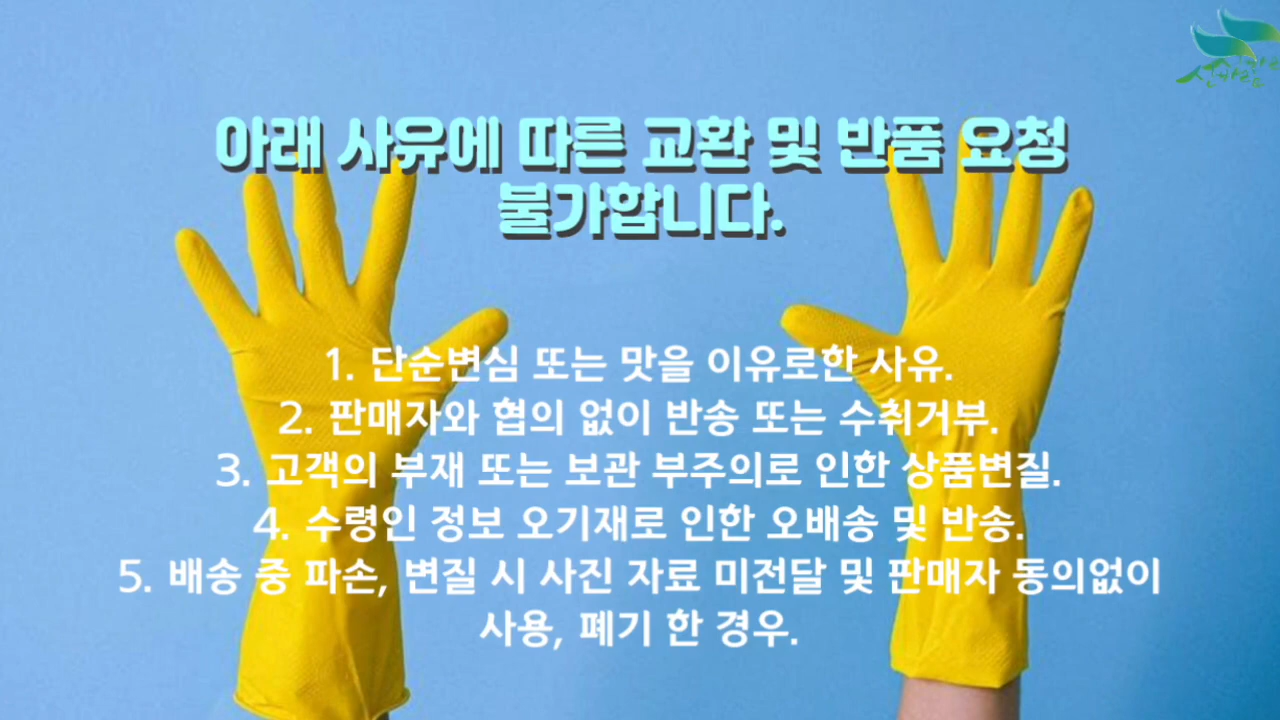 아래 사유에 따른 교환 및 반품 요청
불가합니다.
1. 단순변심 또는 맛을 이유로한 사유.
2. 판매자와 협의 없이 반송 또는 수취거부.
3. 고객의 부재 또는 보관 부주의로 인한 상품변질.
4. 수령인 정보 오기재로 인한 오배송 및 반송.
5. 배송 중 파손, 변질 시 사진 자료 미전달 및 판매자 동의없이
사용, 폐기 한 경우.